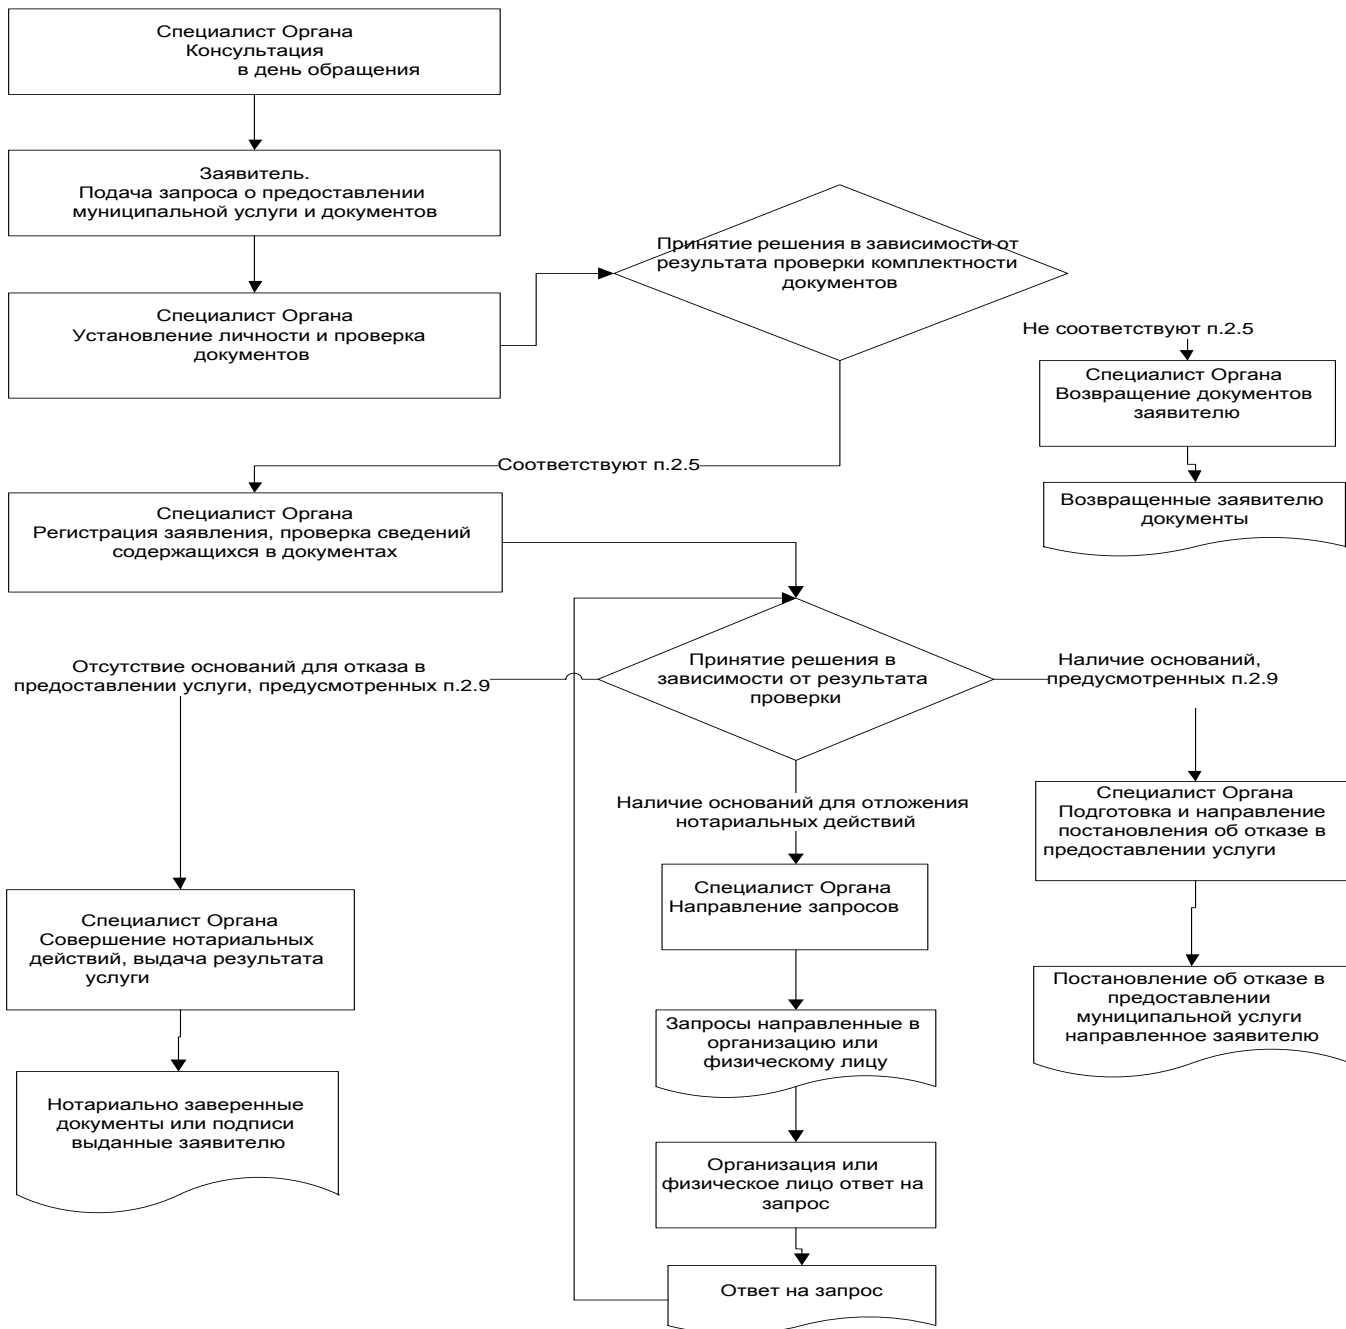 Специалист Органа
Консультация
в день обращения
Заявитель.
Подача запроса о предоставлении
муниципальной услуги и документов
Специалист Органа
Установление личности и проверка
документов
Принятие решения в зависимости от
результата проверки комплектности
документов
Не соответствуют п.2.5
Специалист Органа
Возвращение документов
заявителю
Возвращенные заявителю
документы
Соответствуют п.2.5
Специалист Органа
Регистрация заявления, проверка сведений
содержащихся в документах
Принятие решения в
зависимости от результата
проверки
Отсутствие оснований для отказа в
предоставлении услуги, предусмотренных п.2.9
Наличие оснований,
предусмотренных п.2.9
Наличие оснований для отложения
нотариальных действий
Специалист Органа
Подготовка и направление
постановления об отказе в
предоставлении услуги
Специалист Органа
Направление запросов
Специалист Органа
Совершение нотариальных
действий, выдача результата
услуги
Постановление об отказе в
предоставлении
муниципальной услуги
направленное заявителю
Запросы направленные в
организацию или
физическому лицу
Нотариально заверенные
документы или подписи
выданные заявителю
Организация или
физическое лицо ответ на
запрос
Ответ на запрос